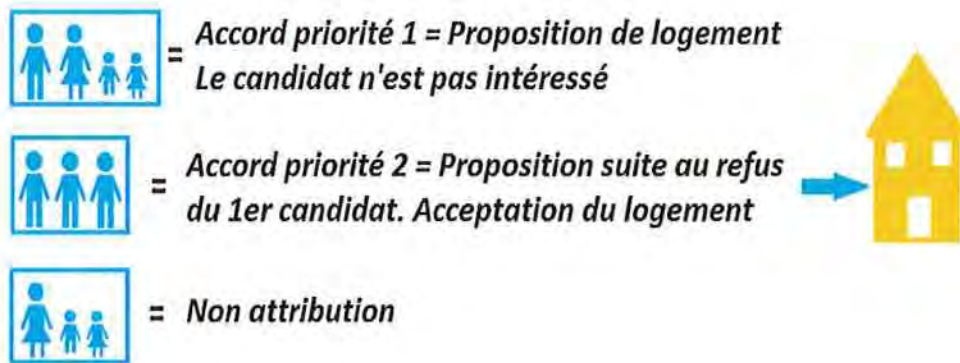 = Accord priorité 1 = Proposition de logement
Le candidat n'est pas intéressé
= Accord priorité 2 = Proposition suite au refus
du 1er candidat. Acceptation du logement
= Non attribution